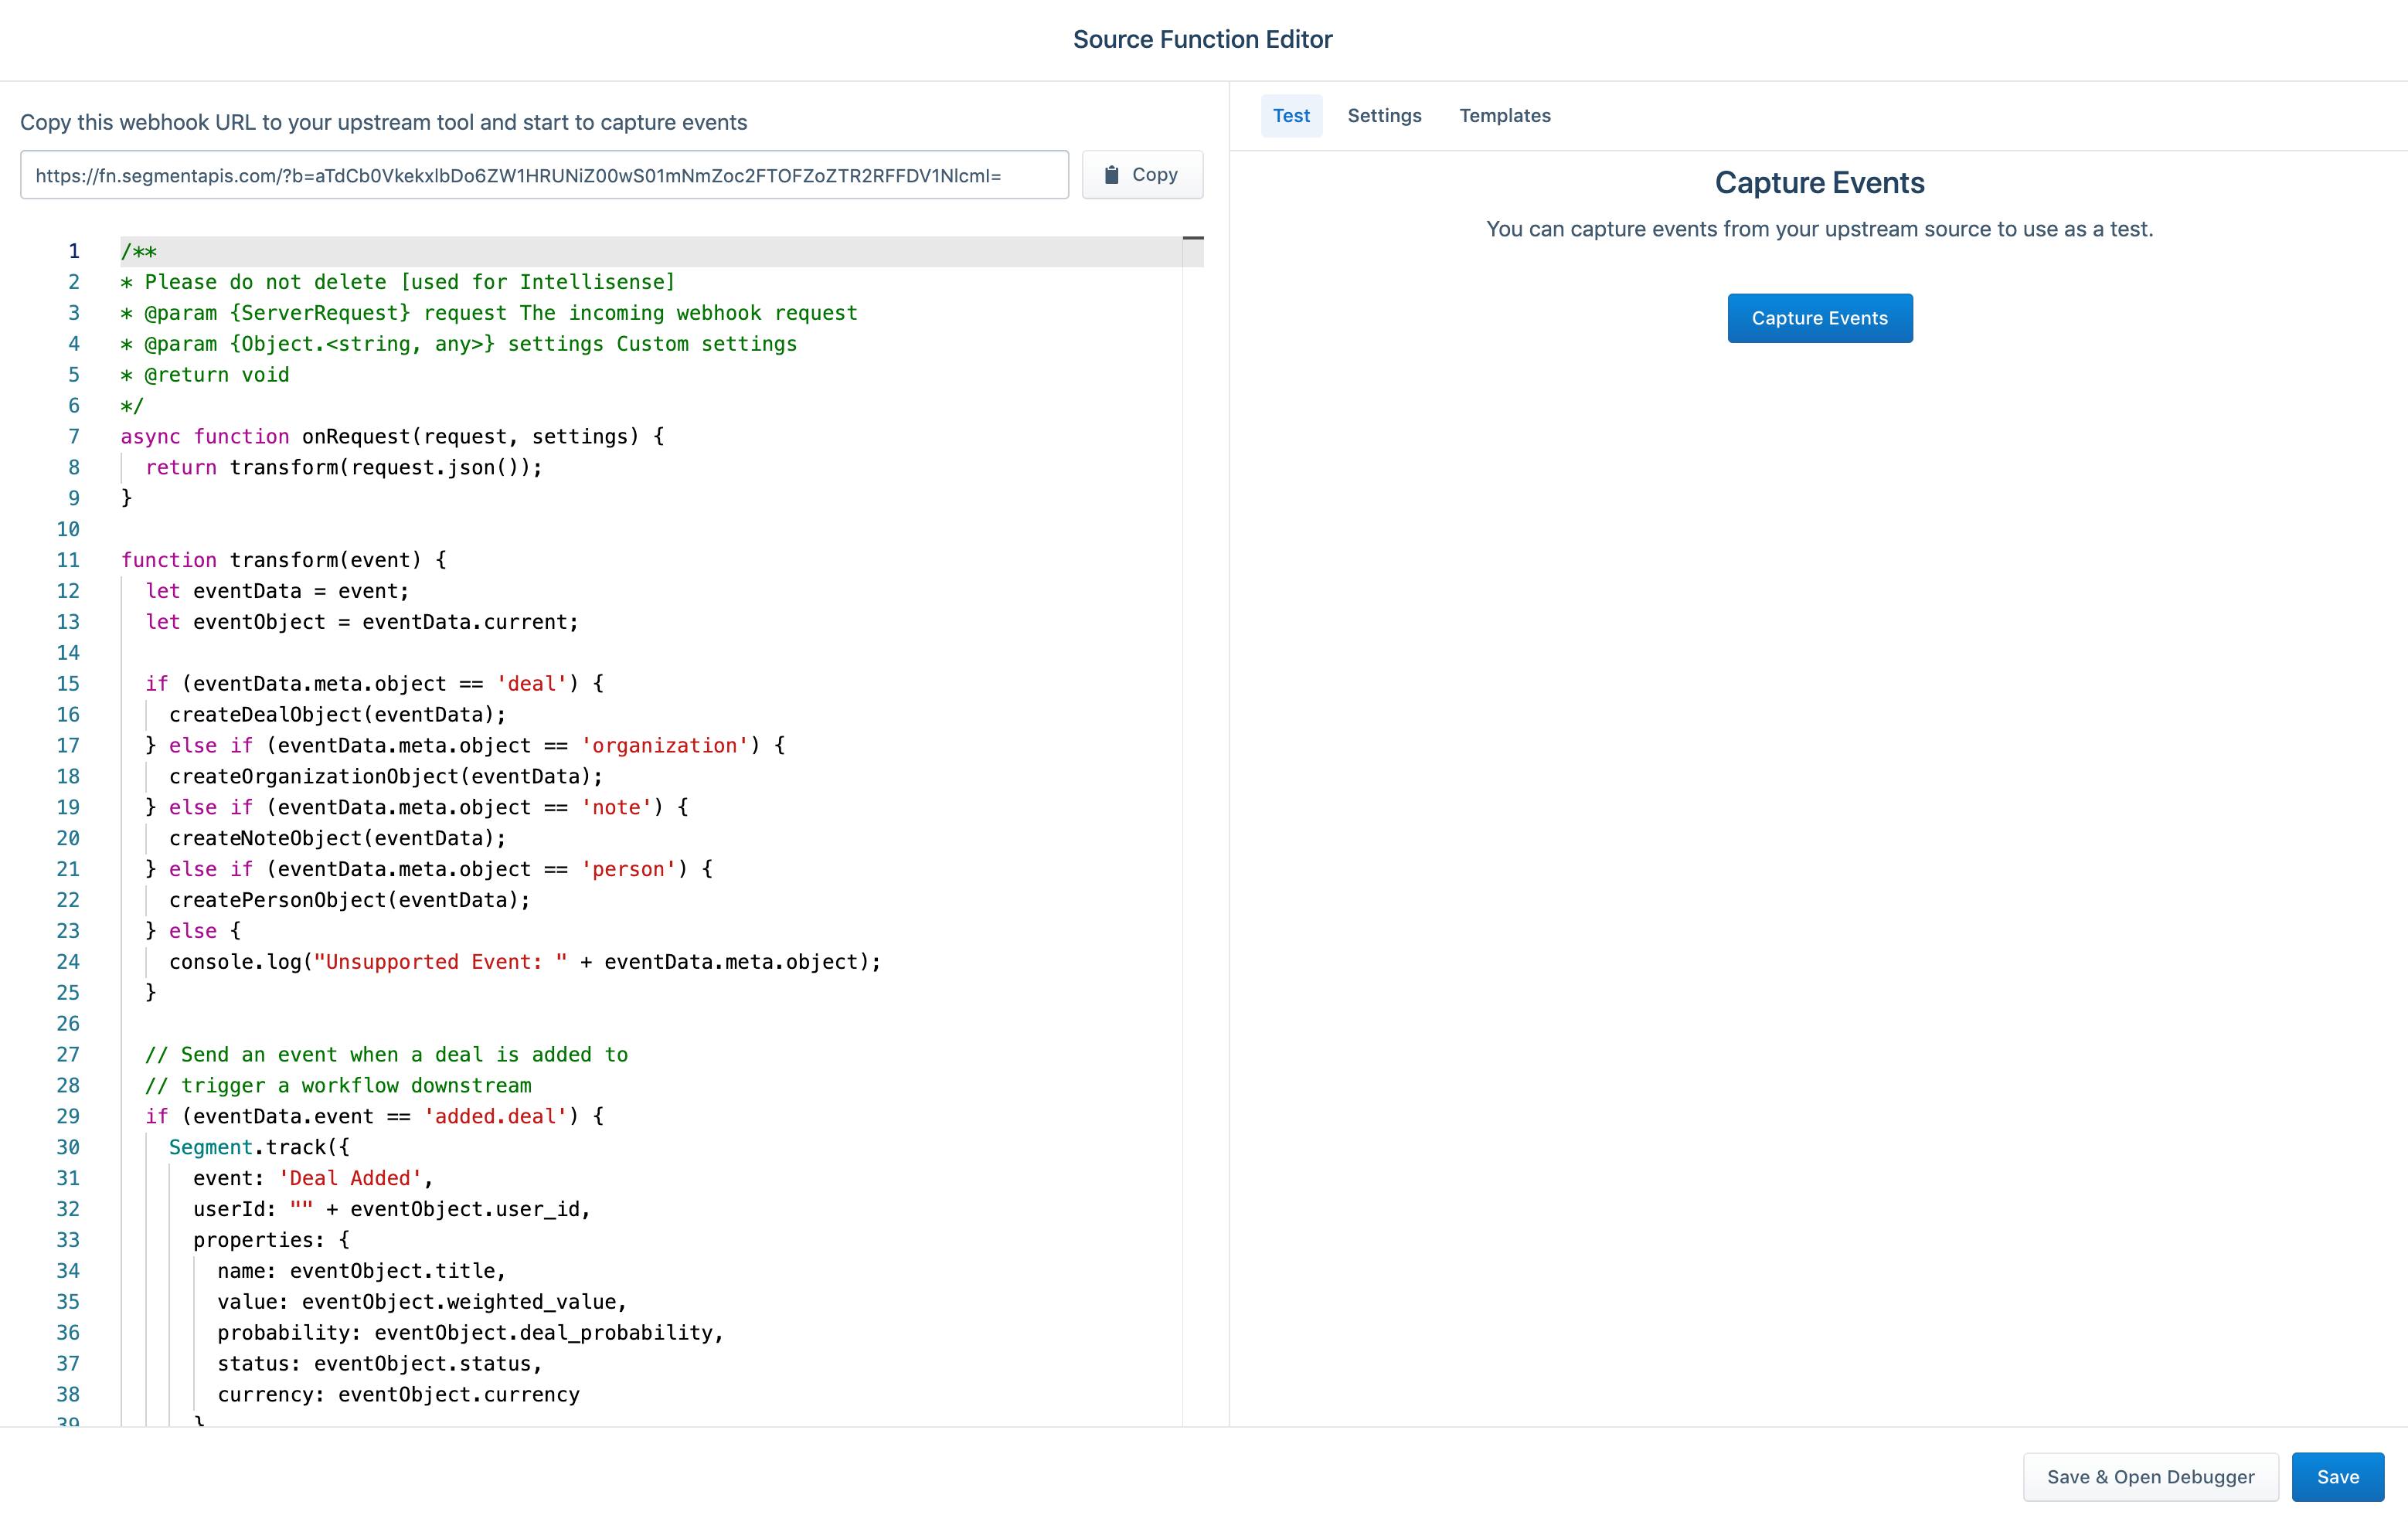 Source Function Editor
Copy this webhook URL to your upstream tool and start to capture events
https://fn.segmentapis.com/?b=aTdCb0VkekxlbDo6ZW1HRUNiZ00wS01mNmZoc2FTOFZoZTR2RFFDV1NlcmI=
Copy
1 /**
2 * Please do not delete [used for Intellisense]
3 * @param {ServerRequest} request The incoming webhook request
4 * @param {Object.<string, any>} settings Custom settings
5 * @return void
6 */
7 async function onRequest(request, settings) {
8 return transform(request.json());
9 }
10
11 function transform(event) {
12 let eventData = event;
13 let eventObject = eventData.current;
14
15 if (eventData.meta.object == 'deal') {
16 createDealObject(eventData);
17 } else if (eventData.meta.object == 'organization') {
18 createOrganizationObject(eventData);
19 } else if (eventData.meta.object == 'note') {
20 createNoteObject(eventData);
21 } else if (eventData.meta.object == 'person') {
22 createPersonObject(eventData);
23 } else {
24 console.log("Unsupported Event: " + eventData.meta.object);
25 }
26
27 // Send an event when a deal is added to
28 // trigger a workflow downstream
29 if (eventData.event == 'added.deal') {
30 Segment.track({
31 event: 'Deal Added',
32 userId: "" + eventObject.user_id,
33 properties: {
34 name: eventObject.title,
35 value: eventObject.weighted_value,
36 probability: eventObject.deal_probability,
37 status: eventObject.status,
38 currency: eventObject.currency
39 }
Test Settings Templates
Capture Events
You can capture events from your upstream source to use as a test.
Capture Events
Save & Open Debugger
Save